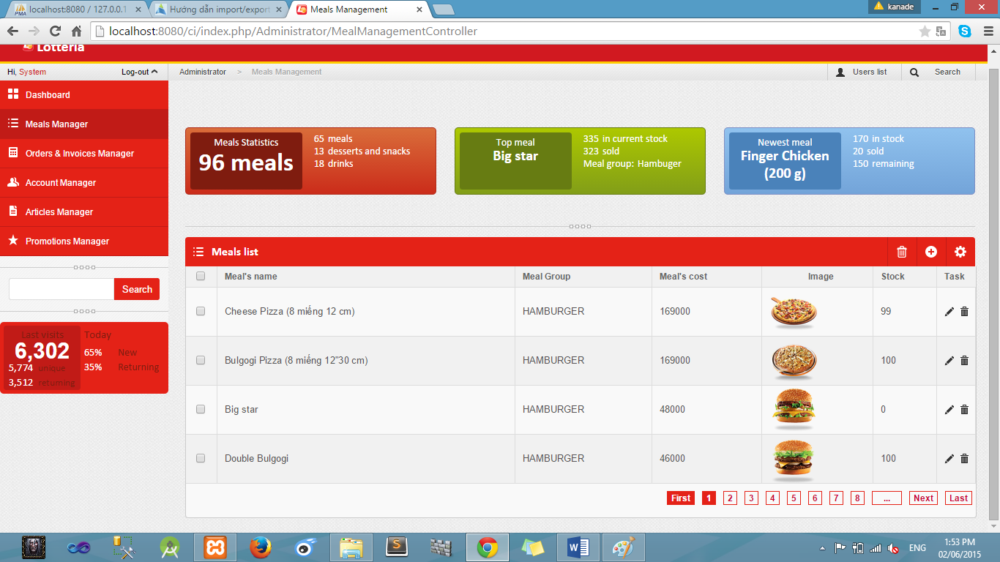 localhost:8080 / 127.0.0.1
Hướng dẫn import/export
Meals Management
kanade
localhost:8080/ci/index.php/Administrator/MealManagementController
Lotteria
Hi, System
Log-out
Administrator > Meals Management
Users list
Search
Dashboard
Meals Manager
Orders & Invoices Manager
Account Manager
Articles Manager
Promotions Manager
Search
Last visits
6,302
5,774 unique
3,512 returning
Today
65% New
35% Returning
Meals Statistics
96 meals
65 meals
13 desserts and snacks
18 drinks
Top meal
Big star
335 in current stock
323 sold
Meal group: Hambuger
Newest meal
Finger Chicken
(200 g)
170 in stock
20 sold
150 remaining
Meals list
Meal's name Meal Group Meal's cost Image Stock Task
Cheese Pizza (8 miếng 12 cm) HAMBURGER 169000 99
Bulgogi Pizza (8 miếng 12"30 cm) HAMBURGER 169000 100
Big star HAMBURGER 48000 0
Double Bulgogi HAMBURGER 46000 100
First 1 2 3 4 5 6 7 8 ... Next Last
ENG
1:53 PM
02/06/2015